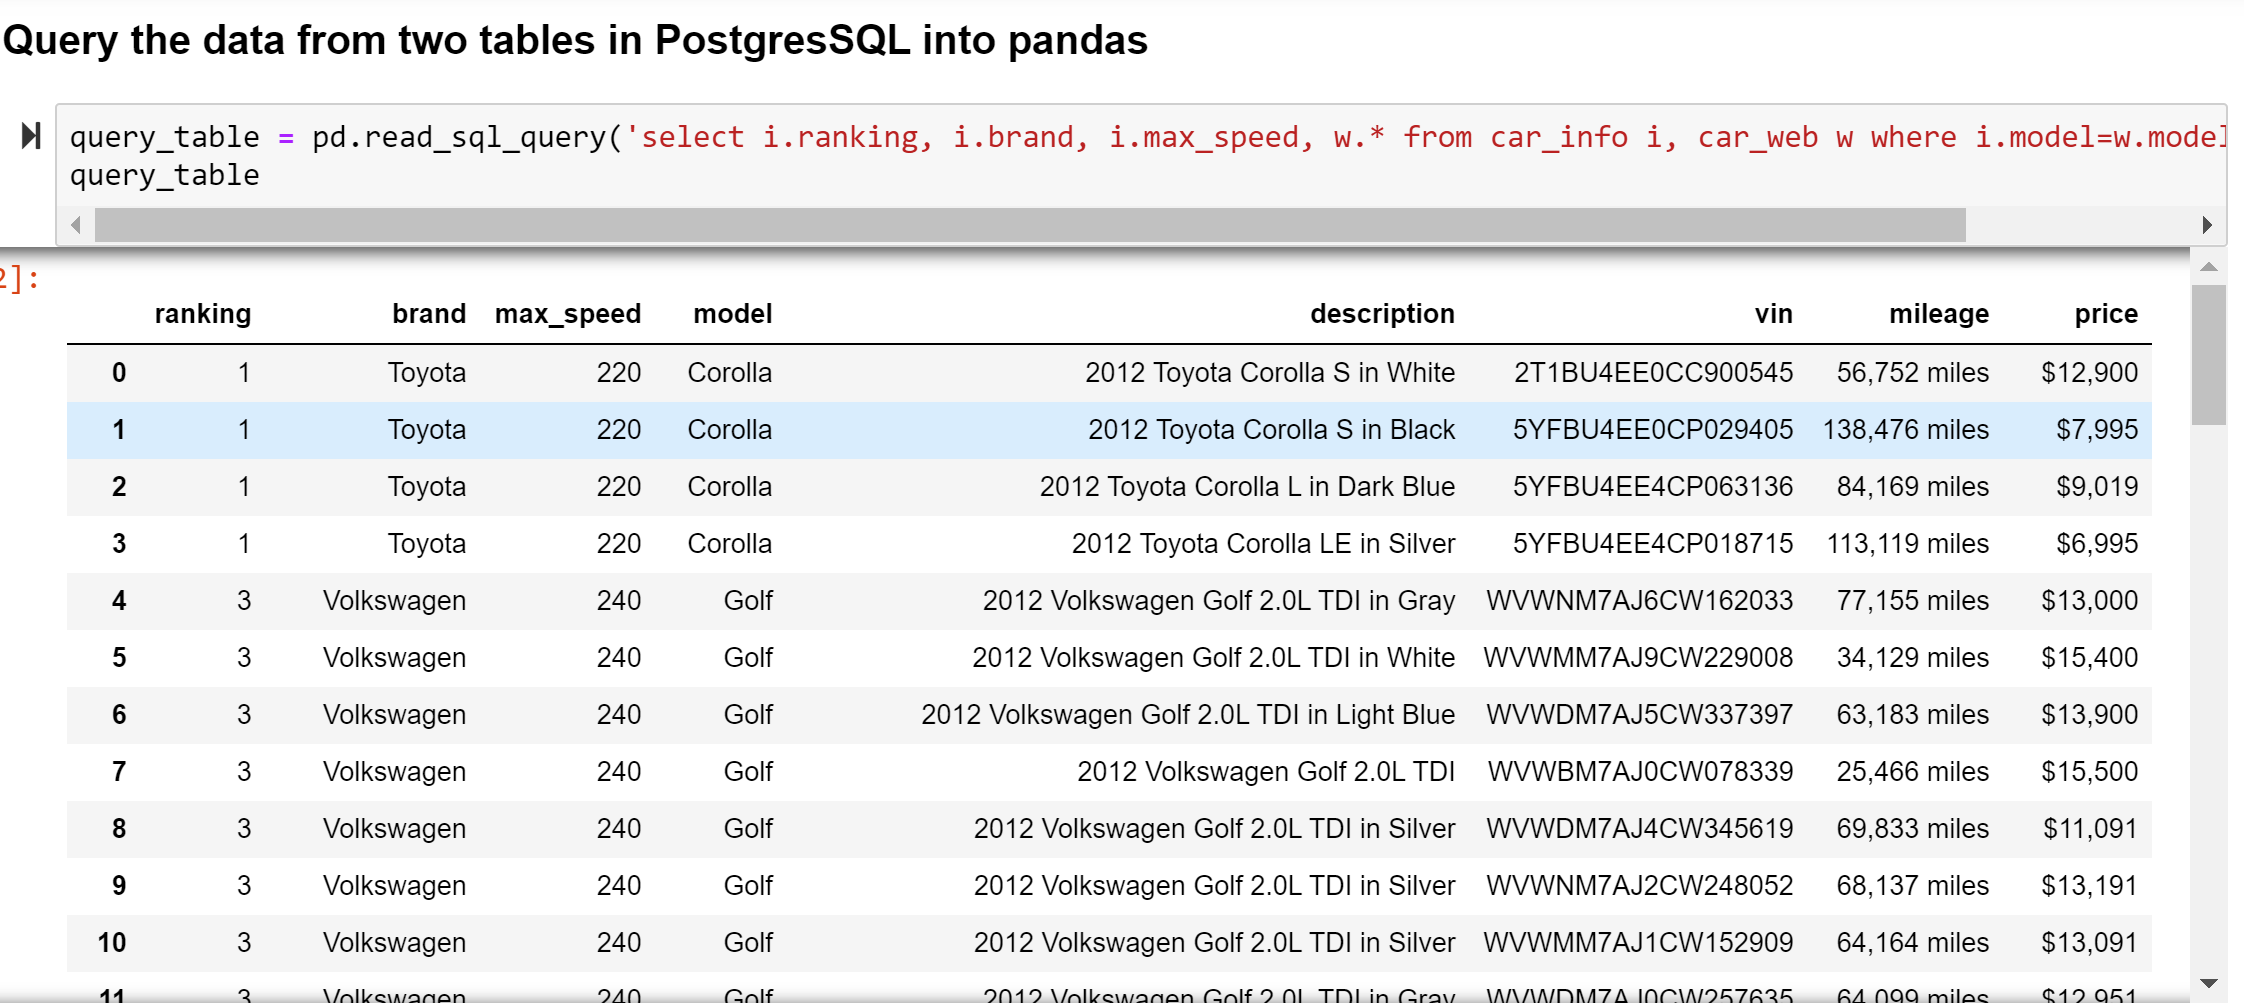 Query the data from two tables in PostgresSQL into pandas
query_table = pd.read_sql_query('select i.ranking, i.brand, i.max_speed, w.* from car_info i, car_web w where i.model=w.model
query_table
2]:
ranking brand max_speed model description vin mileage price
0 1 Toyota 220 Corolla 2012 Toyota Corolla S in White 2T1BU4EE0CC900545 56,752 miles $12,900
1 1 Toyota 220 Corolla 2012 Toyota Corolla S in Black 5YFBU4EE0CP029405 138,476 miles $7,995
2 1 Toyota 220 Corolla 2012 Toyota Corolla L in Dark Blue 5YFBU4EE4CP063136 84,169 miles $9,019
3 1 Toyota 220 Corolla 2012 Toyota Corolla LE in Silver 5YFBU4EE4CP018715 113,119 miles $6,995
4 3 Volkswagen 240 Golf 2012 Volkswagen Golf 2.0L TDI in Gray WVWNM7AJ6CW162033 77,155 miles $13,000
5 3 Volkswagen 240 Golf 2012 Volkswagen Golf 2.0L TDI in White WVWMM7AJ9CW229008 34,129 miles $15,400
6 3 Volkswagen 240 Golf 2012 Volkswagen Golf 2.0L TDI in Light Blue WVWDM7AJ5CW337397 63,183 miles $13,900
7 3 Volkswagen 240 Golf 2012 Volkswagen Golf 2.0L TDI WVWBM7AJ0CW078339 25,466 miles $15,500
8 3 Volkswagen 240 Golf 2012 Volkswagen Golf 2.0L TDI in Silver WVWDM7AJ4CW345619 69,833 miles $11,091
9 3 Volkswagen 240 Golf 2012 Volkswagen Golf 2.0L TDI in Silver WVWNM7AJ2CW248052 68,137 miles $13,191
10 3 Volkswagen 240 Golf 2012 Volkswagen Golf 2.0L TDI in Silver WVWMM7AJ1CW152909 64,164 miles $13,091
11 3 Volkswagen 240 Golf 2012 Volkswagen Golf 2.0L TDI in Gray WVWDM7AJ0CW257635 64,099 miles $12,951